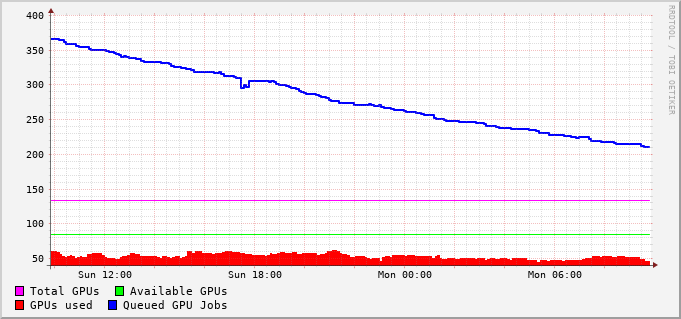 RRDTOOL / TOBI OETIKER
400
350
300
250
200
150
100
50
Sun 12:00 Sun 18:00 Mon 00:00 Mon 06:00
Total GPUs Available GPUs
GPUs used Queued GPU Jobs